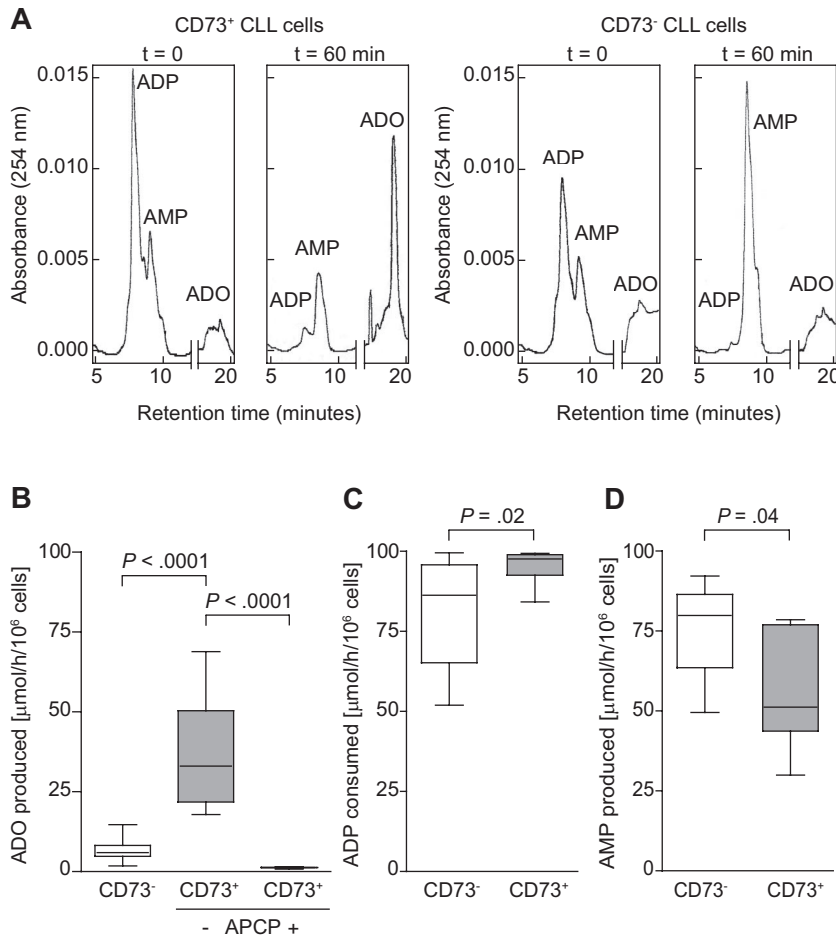 A
CD73⁺ CLL cells
CD73⁻ CLL cells
t = 0
t = 60 min
t = 0
t = 60 min
Absorbance (254 nm)
0.015
0.010
0.005
0.000
ADP
AMP
ADO
ADP
AMP
ADO
5 10 20
5 10 20
Retention time (minutes)
Absorbance (254 nm)
0.015
0.010
0.005
0.000
ADP
AMP
ADO
ADP
AMP
ADO
5 10 20
5 10 20
Retention time (minutes)
B
ADO produced [μmol/h/10⁶ cells]
100
75
50
25
0
P < .0001
P < .0001
CD73⁻ CD73⁺ CD73⁺
- APCP +
C
ADP consumed [μmol/h/10⁶ cells]
100
75
50
25
0
P = .02
CD73⁻ CD73⁺
D
AMP produced [μmol/h/10⁶ cells]
100
75
50
25
0
P = .04
CD73⁻ CD73⁺